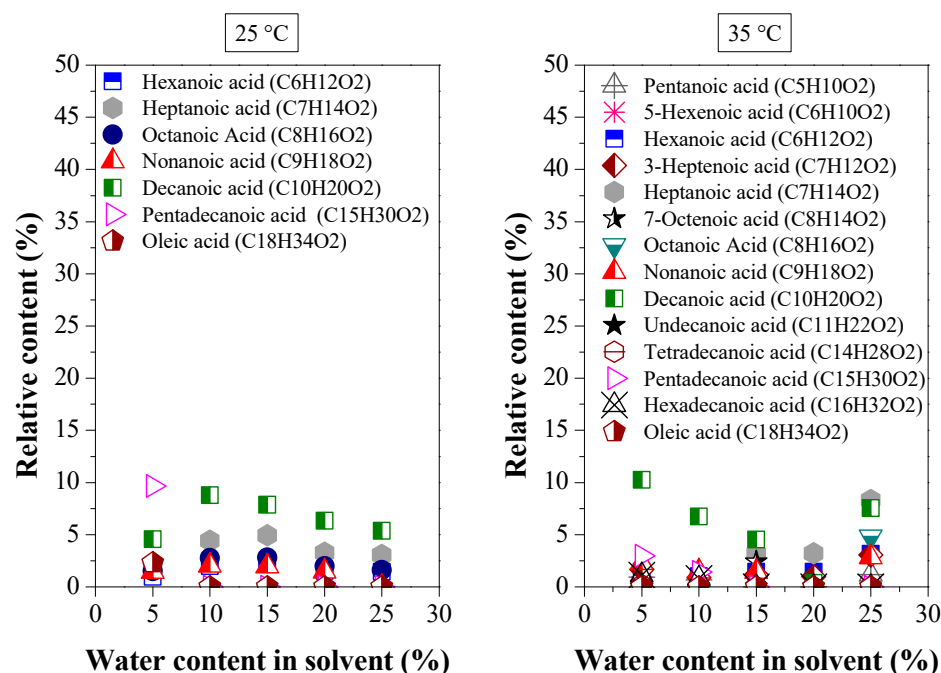 25 °C
50
45
40
35
30
25
20
15
10
5
0
Relative content (%)
Hexanoic acid (C6H12O2)
Heptanoic acid (C7H14O2)
Octanoic Acid (C8H16O2)
Nonanoic acid (C9H18O2)
Decanoic acid (C10H20O2)
Pentadecanoic acid (C15H30O2)
Oleic acid (C18H34O2)
0 5 10 15 20 25 30
Water content in solvent (%)
35 °C
50
45
40
35
30
25
20
15
10
5
0
Relative content (%)
Pentanoic acid (C5H10O2)
5-Hexenoic acid (C6H10O2)
Hexanoic acid (C6H12O2)
3-Heptenoic acid (C7H12O2)
Heptanoic acid (C7H14O2)
7-Octenoic acid (C8H14O2)
Octanoic Acid (C8H16O2)
Nonanoic acid (C9H18O2)
Decanoic acid (C10H20O2)
Undecanoic acid (C11H22O2)
Tetradecanoic acid (C14H28O2)
Pentadecanoic acid (C15H30O2)
Hexadecanoic acid (C16H32O2)
Oleic acid (C18H34O2)
0 5 10 15 20 25 30
Water content in solvent (%)